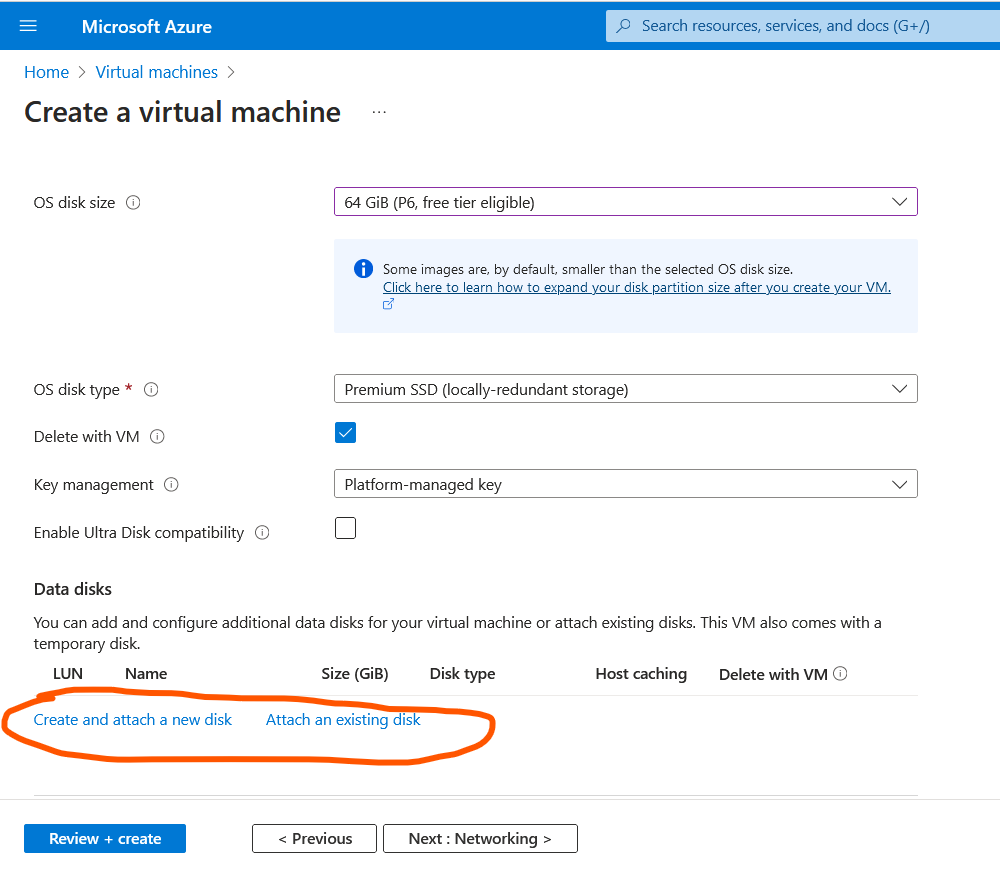 Microsoft Azure
Search resources, services, and docs (G+/)
Home > Virtual machines >
Create a virtual machine ...
OS disk size
64 GiB (P6, free tier eligible)
Some images are, by default, smaller than the selected OS disk size.
Click here to learn how to expand your disk partition size after you create your VM.
OS disk type *
Premium SSD (locally-redundant storage)
Delete with VM
Key management
Platform-managed key
Enable Ultra Disk compatibility
Data disks
You can add and configure additional data disks for your virtual machine or attach existing disks. This VM also comes with a
temporary disk.
LUN Name Size (GiB) Disk type Host caching Delete with VM
Create and attach a new disk Attach an existing disk
Review + create < Previous Next : Networking >